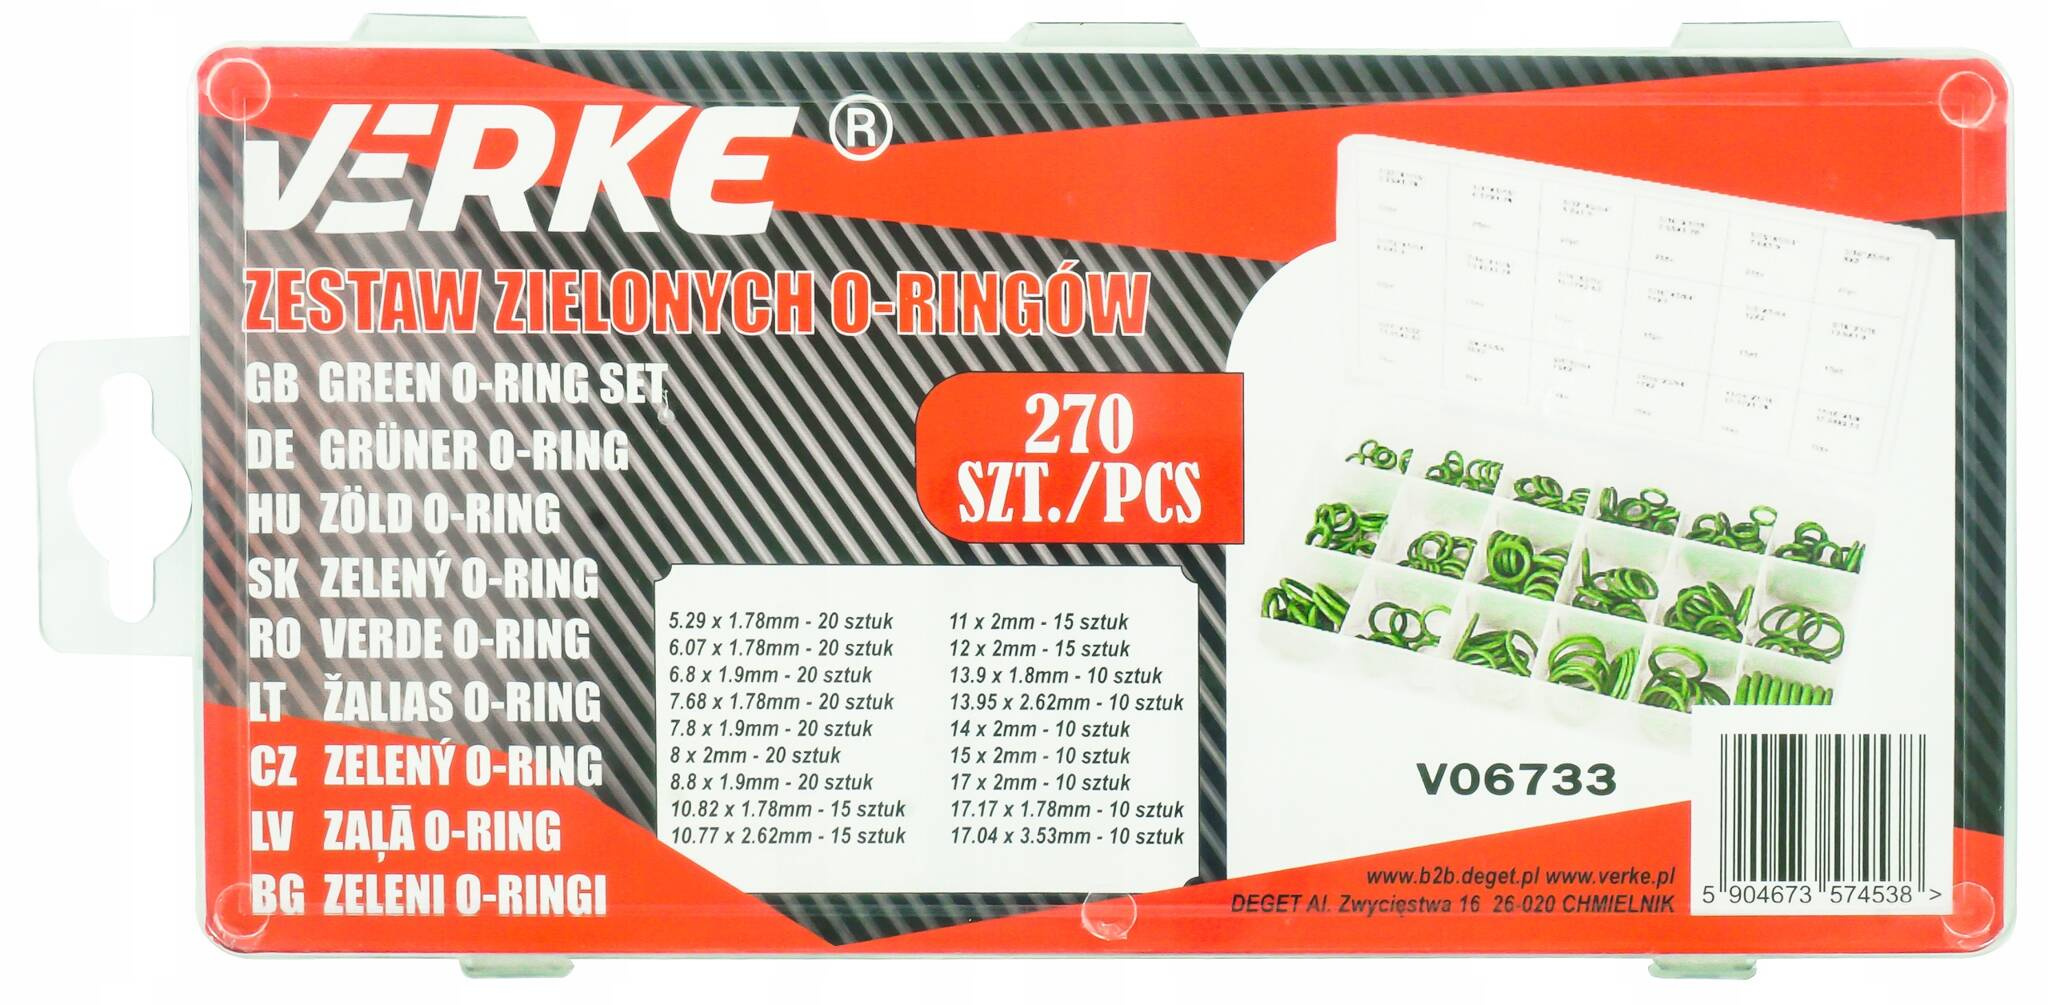 VERKE ®
ZESTAW ZIELONYCH O-RINGÓW
GB GREEN O-RING SET
DE GRÜNER O-RING
HU ZÖLD O-RING
SK ZELENÝ O-RING
RO VERDE O-RING
LT ŽALIAS O-RING
CZ ZELENÝ O-RING
LV ZAĻĀ O-RING
BG ZELENI O-RINGI
270
SZT./PCS
5.29 x 1.78mm - 20 sztuk
6.07 x 1.78mm - 20 sztuk
6.8 x 1.9mm - 20 sztuk
7.68 x 1.78mm - 20 sztuk
7.8 x 1.9mm - 20 sztuk
8 x 2mm - 20 sztuk
8.8 x 1.9mm - 20 sztuk
10.82 x 1.78mm - 15 sztuk
10.77 x 2.62mm - 15 sztuk
11 x 2mm - 15 sztuk
12 x 2mm - 15 sztuk
13.9 x 1.8mm - 10 sztuk
13.95 x 2.62mm - 10 sztuk
14 x 2mm - 10 sztuk
15 x 2mm - 10 sztuk
17 x 2mm - 10 sztuk
17.17 x 1.78mm - 10 sztuk
17.04 x 3.53mm - 10 sztuk
V06733
www.b2b.deget.pl www.verke.pl
DEGET Al. Zwycięstwa 16 26-020 CHMIELNIK
5 904673 574538 >